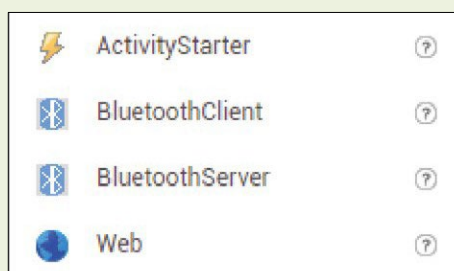 ActivityStarter ?
BluetoothClient ?
BluetoothServer ?
Web ?